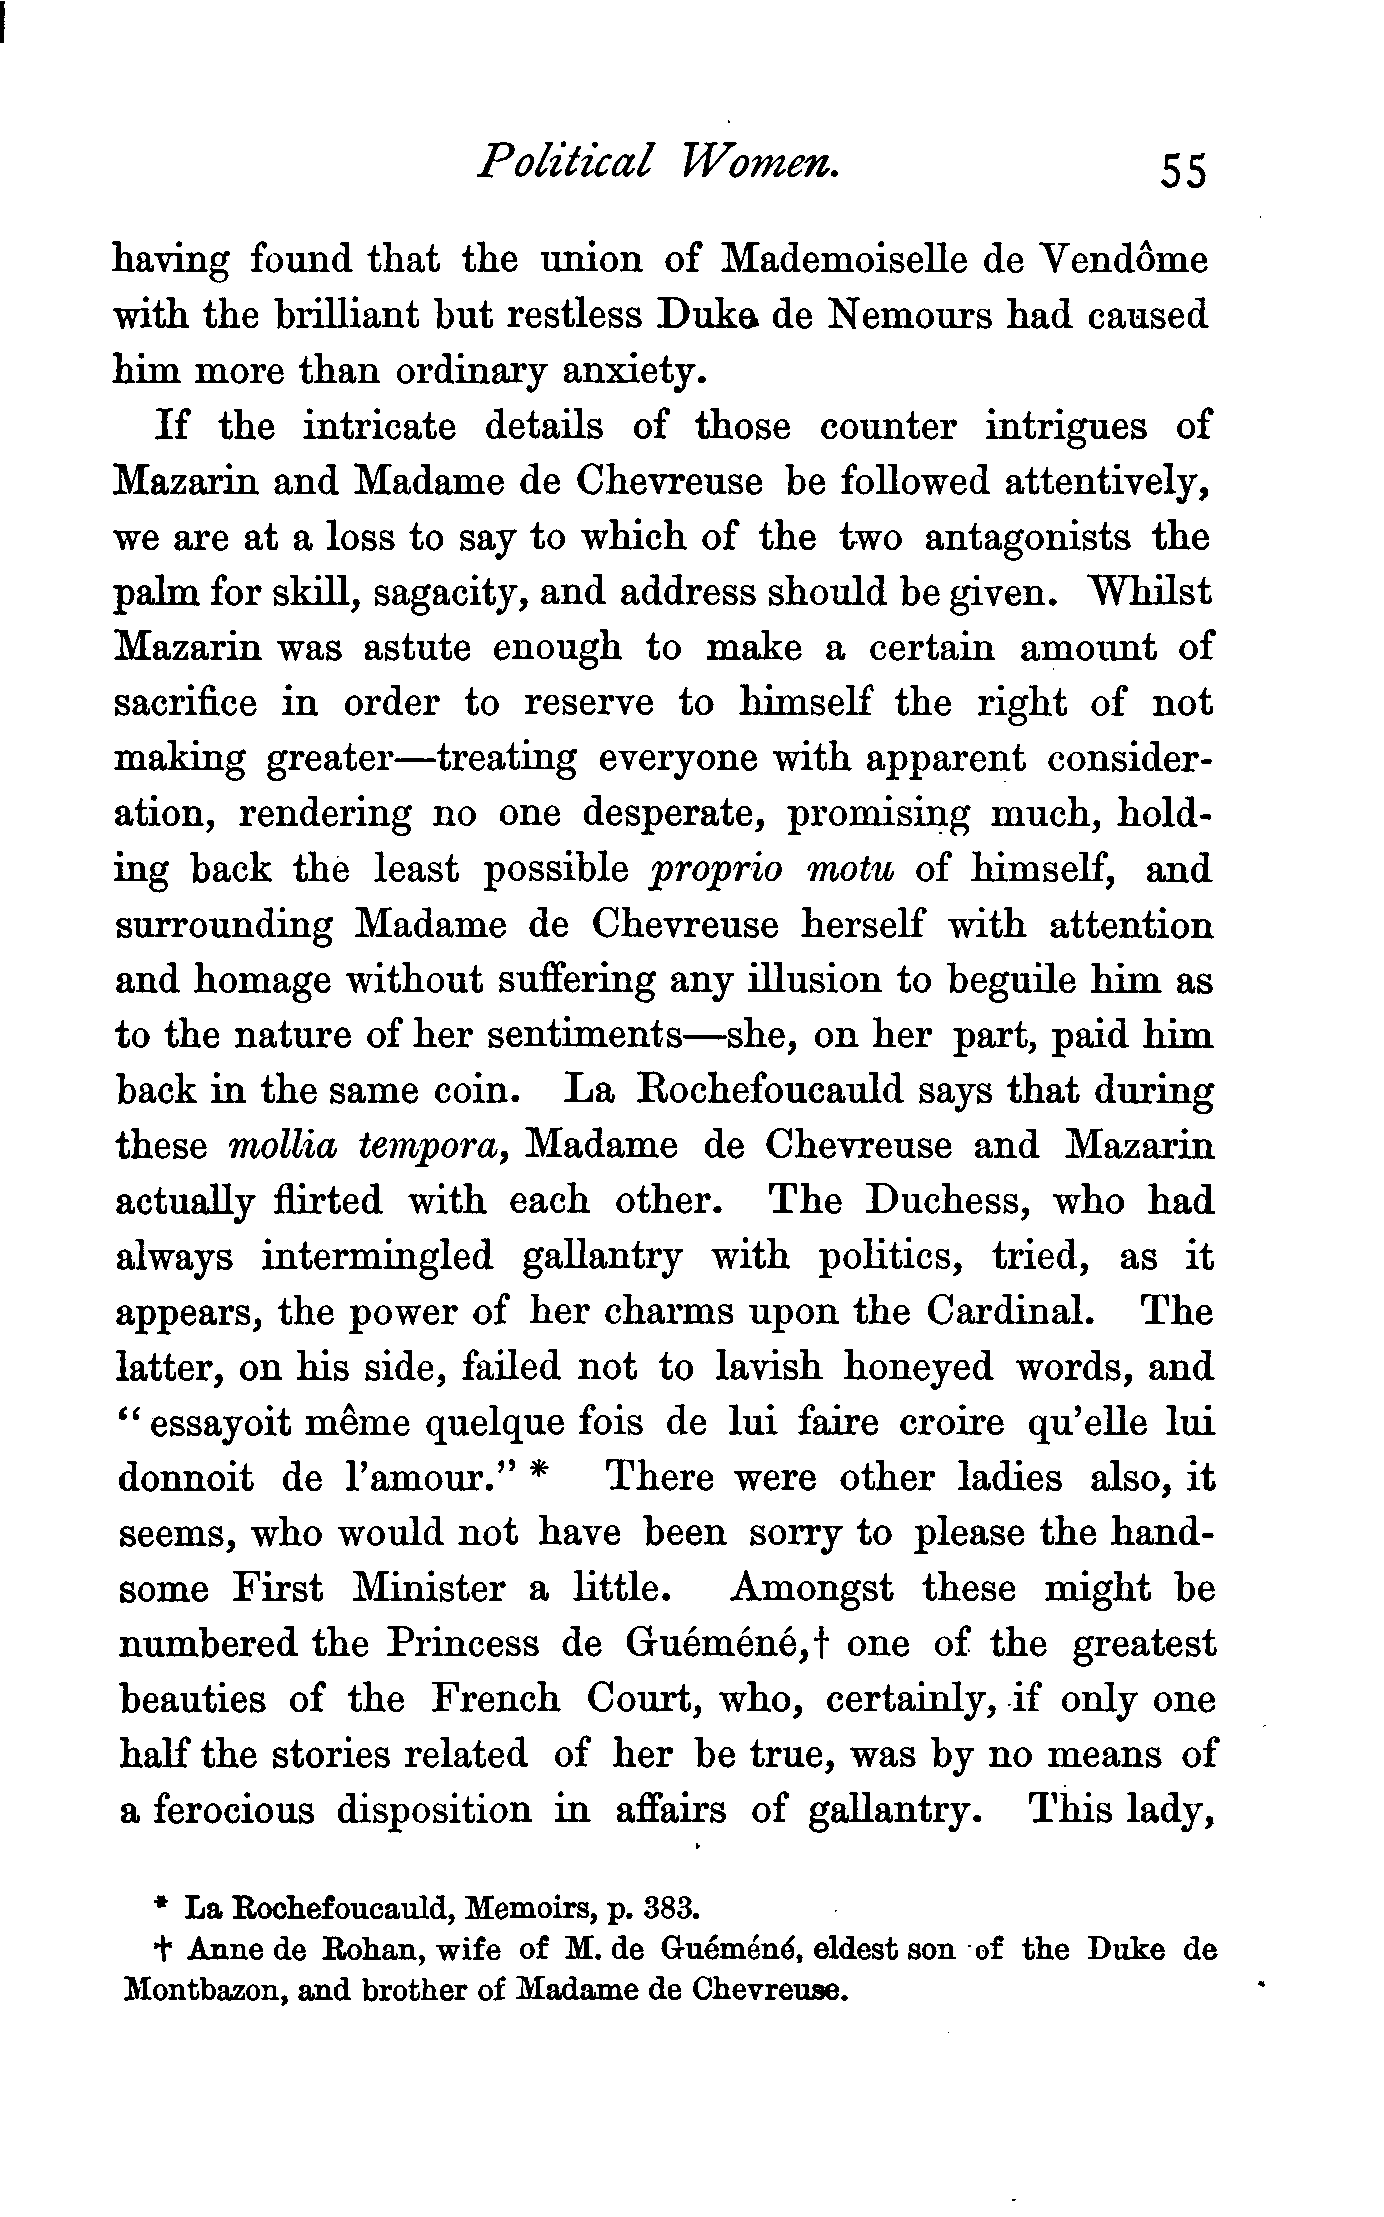 Political Women. 55
having found that the union of Mademoiselle de Vendôme
with the brilliant but restless Duke de Nemours had caused
him more than ordinary anxiety.
If the intricate details of those counter intrigues of
Mazarin and Madame de Chevreuse be followed attentively,
we are at a loss to say to which of the two antagonists the
palm for skill, sagacity, and address should be given. Whilst
Mazarin was astute enough to make a certain amount of
sacrifice in order to reserve to himself the right of not
making greater—treating everyone with apparent consider-
ation, rendering no one desperate, promising much, hold-
ing back the least possible proprio motu of himself, and
surrounding Madame de Chevreuse herself with attention
and homage without suffering any illusion to beguile him as
to the nature of her sentiments—she, on her part, paid him
back in the same coin. La Rochefoucauld says that during
these mollia tempora, Madame de Chevreuse and Mazarin
actually flirted with each other. The Duchess, who had
always intermingled gallantry with politics, tried, as it
appears, the power of her charms upon the Cardinal. The
latter, on his side, failed not to lavish honeyed words, and
“essayoit même quelque fois de lui faire croire qu’elle lui
donnoit de l’amour.” * There were other ladies also, it
seems, who would not have been sorry to please the hand-
some First Minister a little. Amongst these might be
numbered the Princess de Guéméné,† one of the greatest
beauties of the French Court, who, certainly, if only one
half the stories related of her be true, was by no means of
a ferocious disposition in affairs of gallantry. This lady,
* La Rochefoucauld, Memoirs, p. 383.
† Anne de Rohan, wife of M. de Guéméné, eldest son of the Duke de
Montbazon, and brother of Madame de Chevreuse.